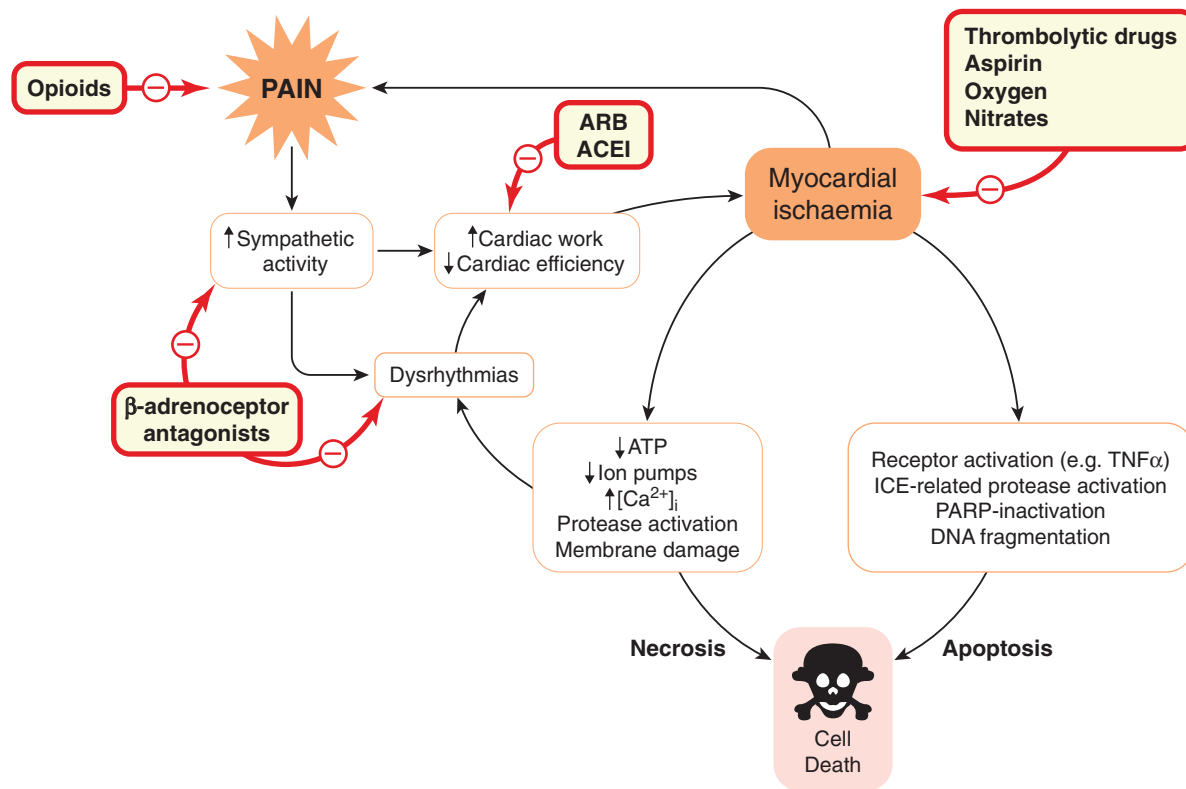 Opioids
−
PAIN
ARB
ACEI
−
Thrombolytic drugs
Aspirin
Oxygen
Nitrates
−
Myocardial
ischaemia
↑Sympathetic
activity
↑Cardiac work
↓Cardiac efficiency
−
Dysrhythmias
β-adrenoceptor
antagonists
−
↓ATP
↓Ion pumps
↑[Ca²⁺]ᵢ
Protease activation
Membrane damage
Receptor activation (e.g. TNFα)
ICE-related protease activation
PARP-inactivation
DNA fragmentation
Necrosis
Apoptosis
Cell
Death